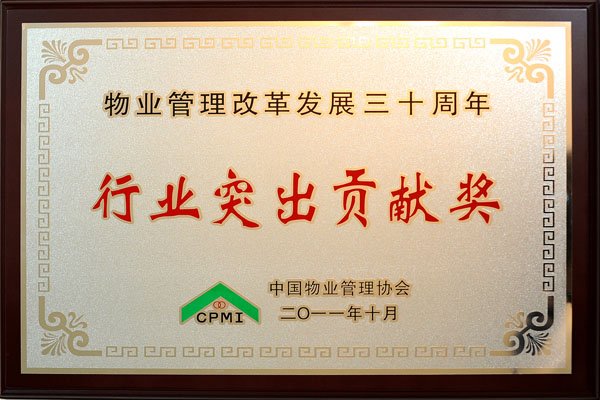 物业管理改革发展三十周年
行业突出贡献奖
中国物业管理协会
CPMI
二〇一一年十月